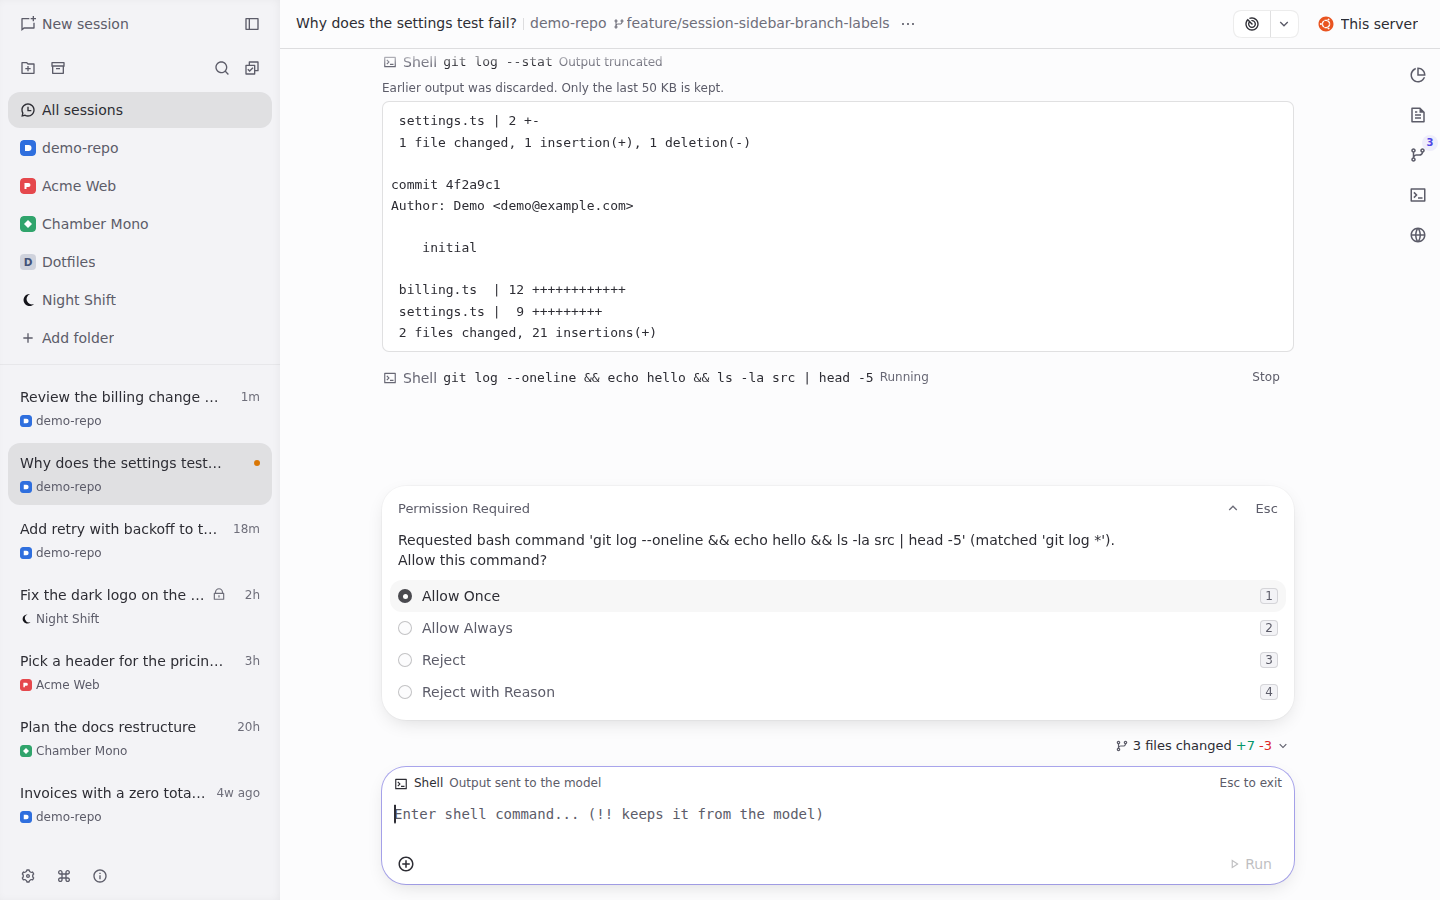 New session
All sessions
demo-repo
Acme Web
Chamber Mono
D Dotfiles
Night Shift
Add folder
Review the billing change ... 1m
demo-repo
Why does the settings test...
demo-repo
Add retry with backoff to t... 18m
demo-repo
Fix the dark logo on the ... 2h
Night Shift
Pick a header for the pricin... 3h
Acme Web
Plan the docs restructure 20h
Chamber Mono
Invoices with a zero tota... 4w ago
demo-repo
Why does the settings test fail? demo-repo feature/session-sidebar-branch-labels ...
This server
3
Shell git log --stat Output truncated
Earlier output was discarded. Only the last 50 KB is kept.
settings.ts | 2 +-
1 file changed, 1 insertion(+), 1 deletion(-)
commit 4f2a9c1
Author: Demo <demo@example.com>
initial
billing.ts  | 12 ++++++++++++
settings.ts |  9 +++++++++
2 files changed, 21 insertions(+)
Shell git log --oneline && echo hello && ls -la src | head -5 Running Stop
Permission Required Esc
Requested bash command 'git log --oneline && echo hello && ls -la src | head -5' (matched 'git log *').
Allow this command?
Allow Once 1
Allow Always 2
Reject 3
Reject with Reason 4
3 files changed +7 -3
Shell Output sent to the model Esc to exit
Enter shell command... (!! keeps it from the model)
Run